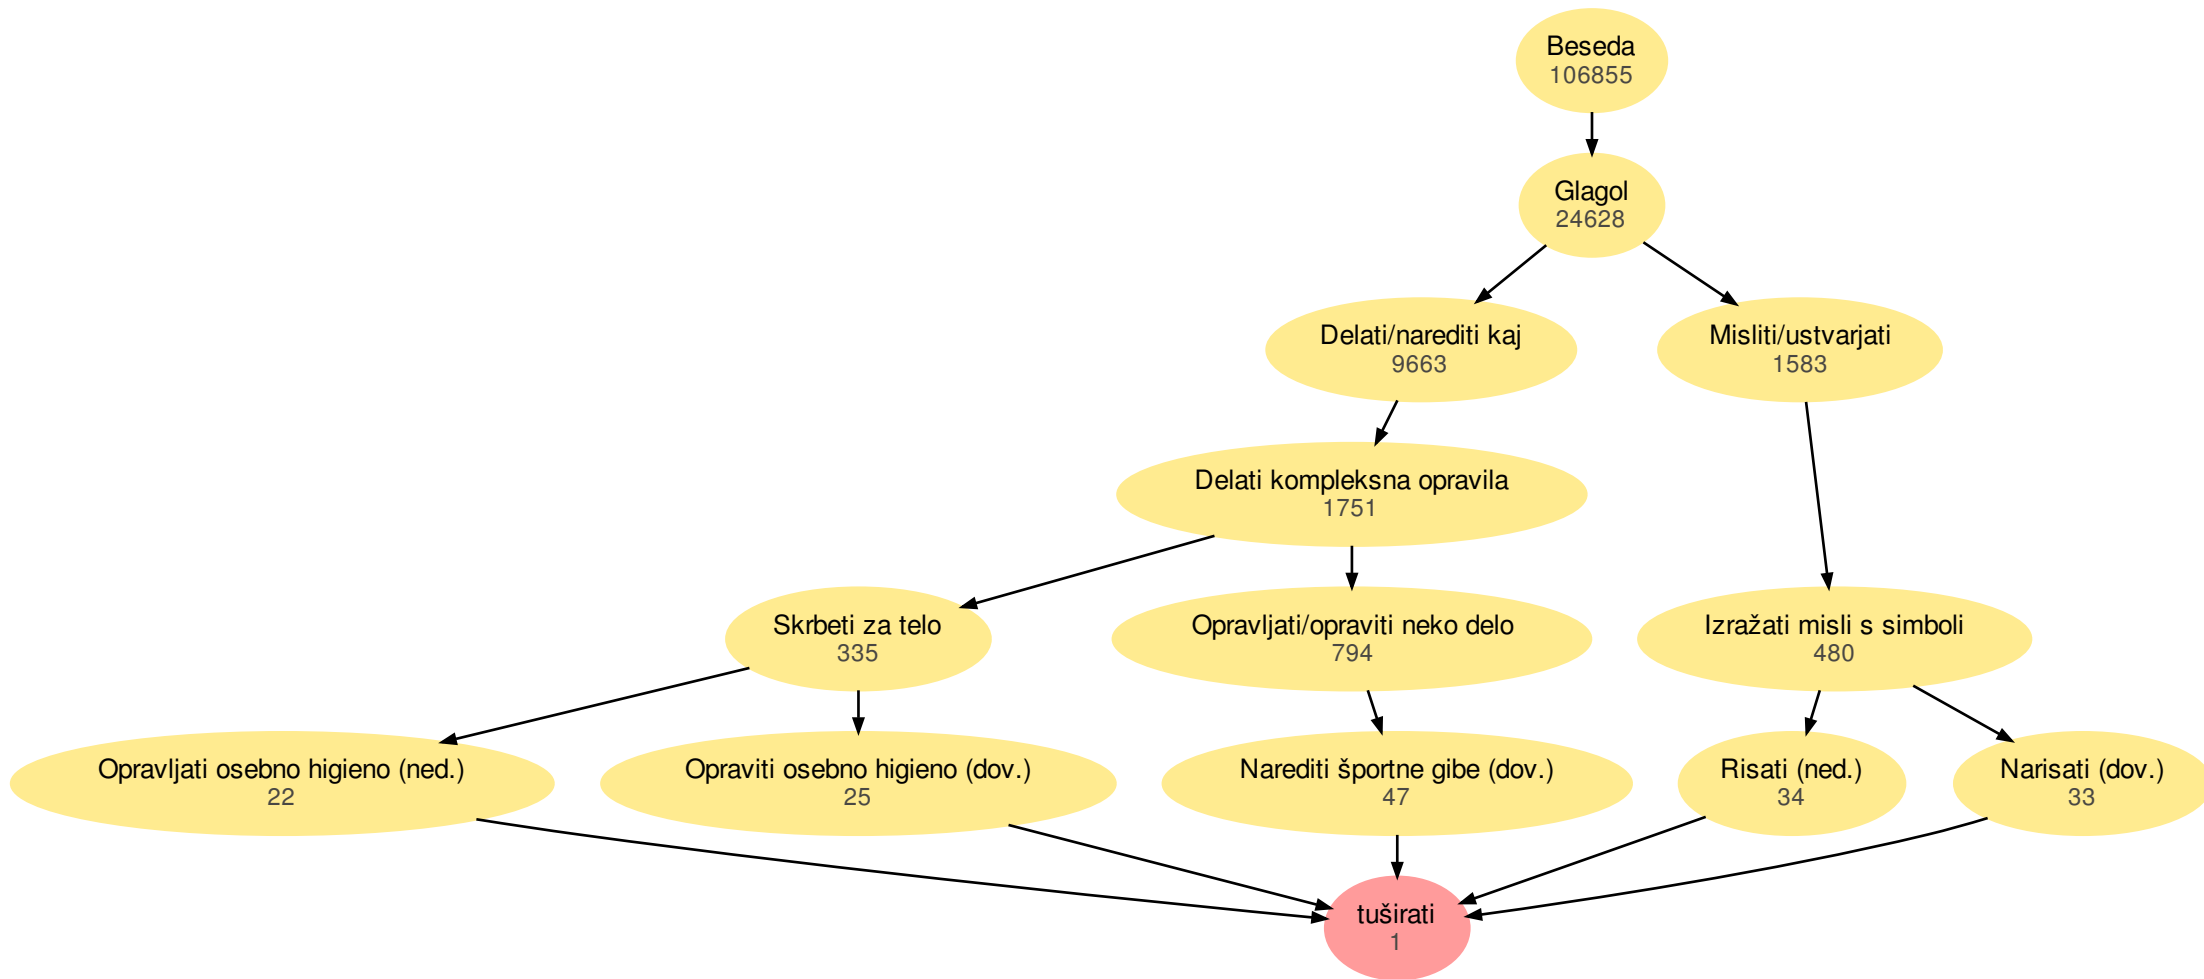 Beseda
106855
Glagol
24628
Delati/narediti kaj
9663
Misliti/ustvarjati
1583
Delati kompleksna opravila
1751
Skrbeti za telo
335
Opravljati/opraviti neko delo
794
Izražati misli s simboli
480
Opravljati osebno higieno (ned.)
22
Opraviti osebno higieno (dov.)
25
Narediti športne gibe (dov.)
47
Risati (ned.)
34
Narisati (dov.)
33
tuširati
1